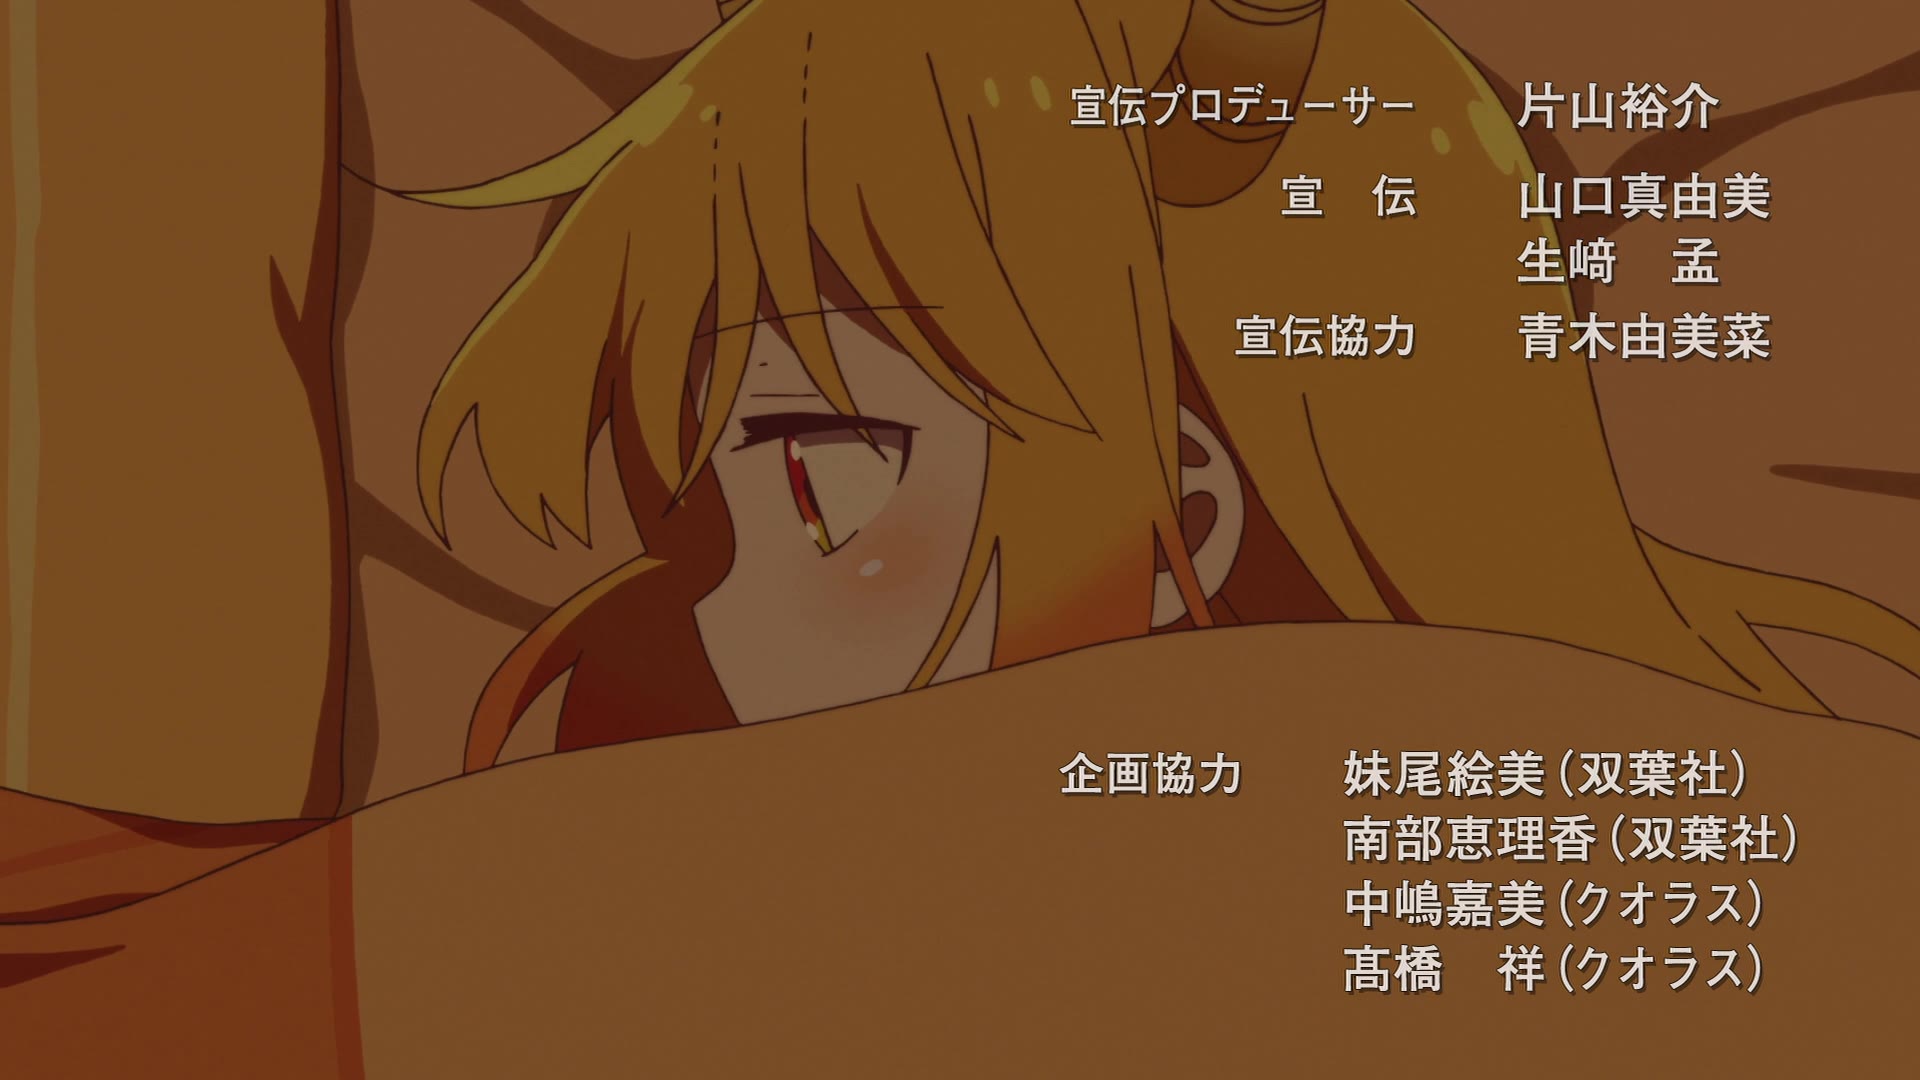 宣伝プロデューサー　片山裕介
宣　伝　山口真由美
生﨑　孟
宣伝協力　青木由美菜
企画協力　妹尾絵美（双葉社）
南部恵理香（双葉社）
中嶋嘉美（クオラス）
髙橋　祥（クオラス）